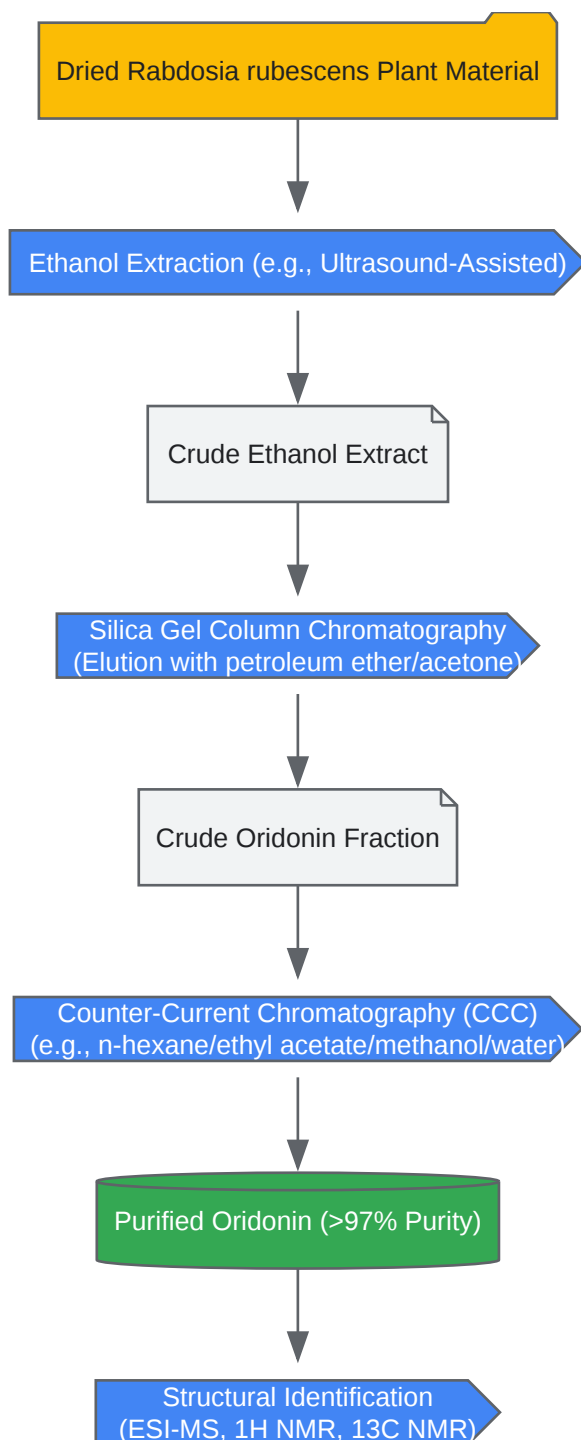 Dried Rabdosia rubescens Plant Material
Ethanol Extraction (e.g., Ultrasound-Assisted)
Crude Ethanol Extract
Silica Gel Column Chromatography
(Elution with petroleum ether/acetone)
Crude Oridonin Fraction
Counter-Current Chromatography (CCC)
(e.g., n-hexane/ethyl acetate/methanol/water)
Purified Oridonin (>97% Purity)
Structural Identification
(ESI-MS, 1H NMR, 13C NMR)